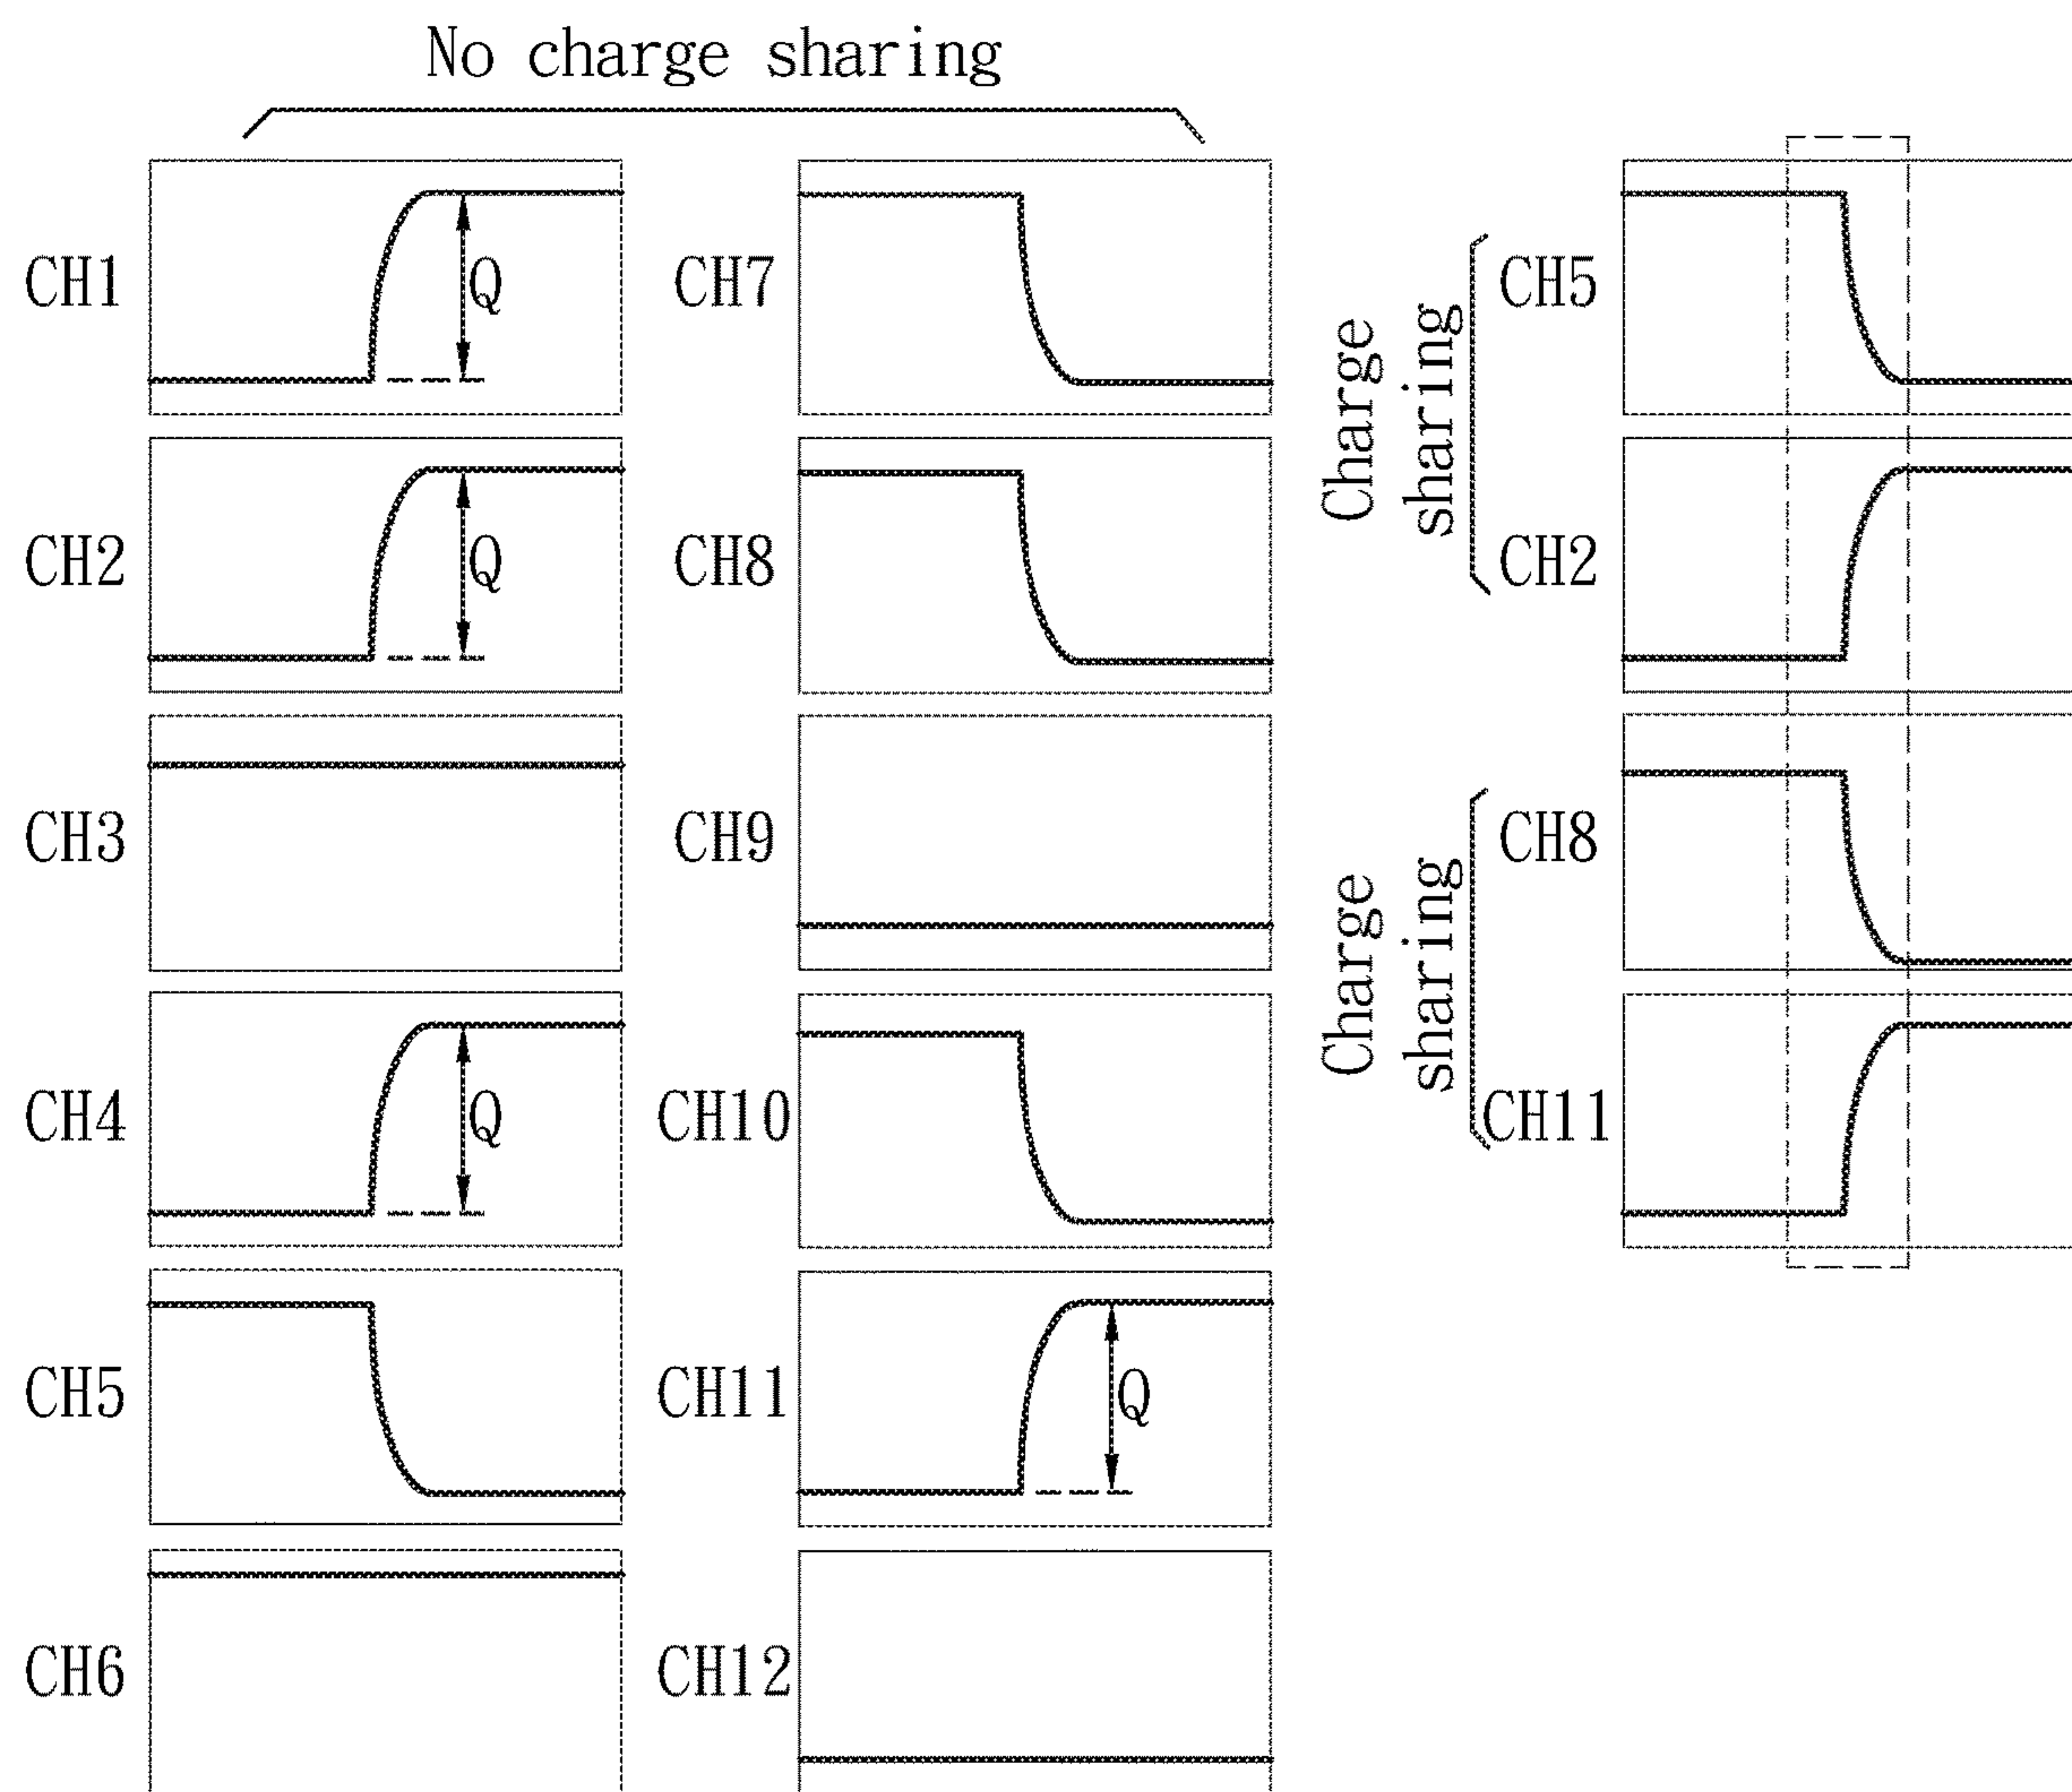 No charge sharing
CH1
Q
CH2
Q
CH3
CH4
Q
CH5
CH6
CH7
CH8
CH9
CH10
CH11
Q
CH12
Charge
sharing
CH5
CH2
Charge
sharing
CH8
CH11